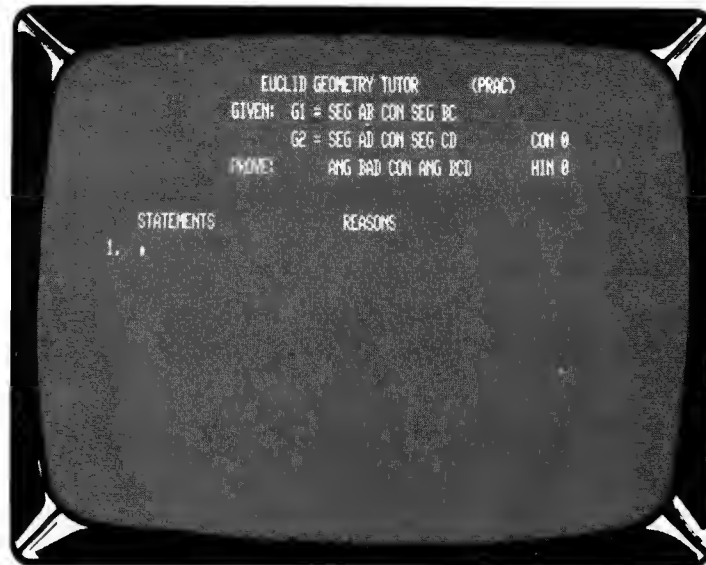 EUCLID GEOMETRY TUTOR (PRAC)
GIVEN: G1 = SEG AB CON SEG BC
G2 = SEG AD CON SEG CD COM 0
PROVE: ANG BAD CON ANG BCD HIN 0
STATEMENTS REASONS
1.